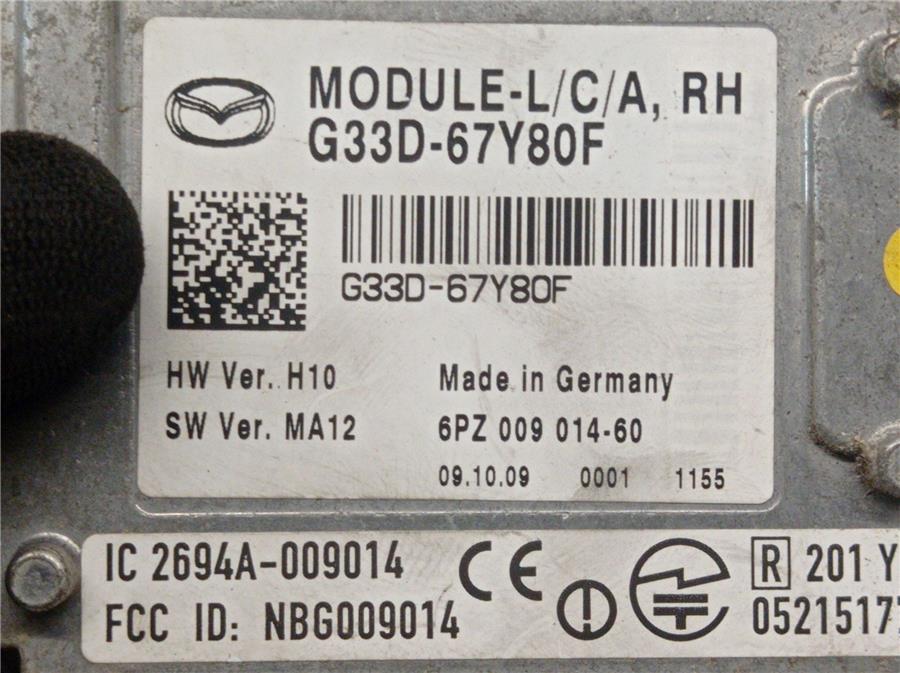 MODULE-L/C/A, RH
G33D-67Y80F
G33D-67Y80F
HW Ver. H10
Made in Germany
SW Ver. MA12
6PZ 009 014-60
09.10.09 0001 1155
IC 2694A-009014
FCC ID: NBG009014
CE
R 201 Y
0521517